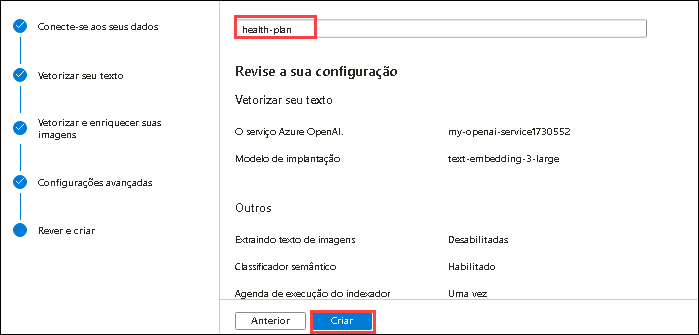 Conecte-se aos seus dados
Vetorizar seu texto
Vetorizar e enriquecer suas
imagens
Configurações avançadas
Rever e criar
health-plan
Revise a sua configuração
Vetorizar seu texto
O serviço Azure OpenAI. my-openai-service1730552
Modelo de implantação text-embedding-3-large
Outros
Extraindo texto de imagens Desabilitadas
Classificador semântico Habilitado
Agenda de execução do indexador Uma vez
Anterior Criar